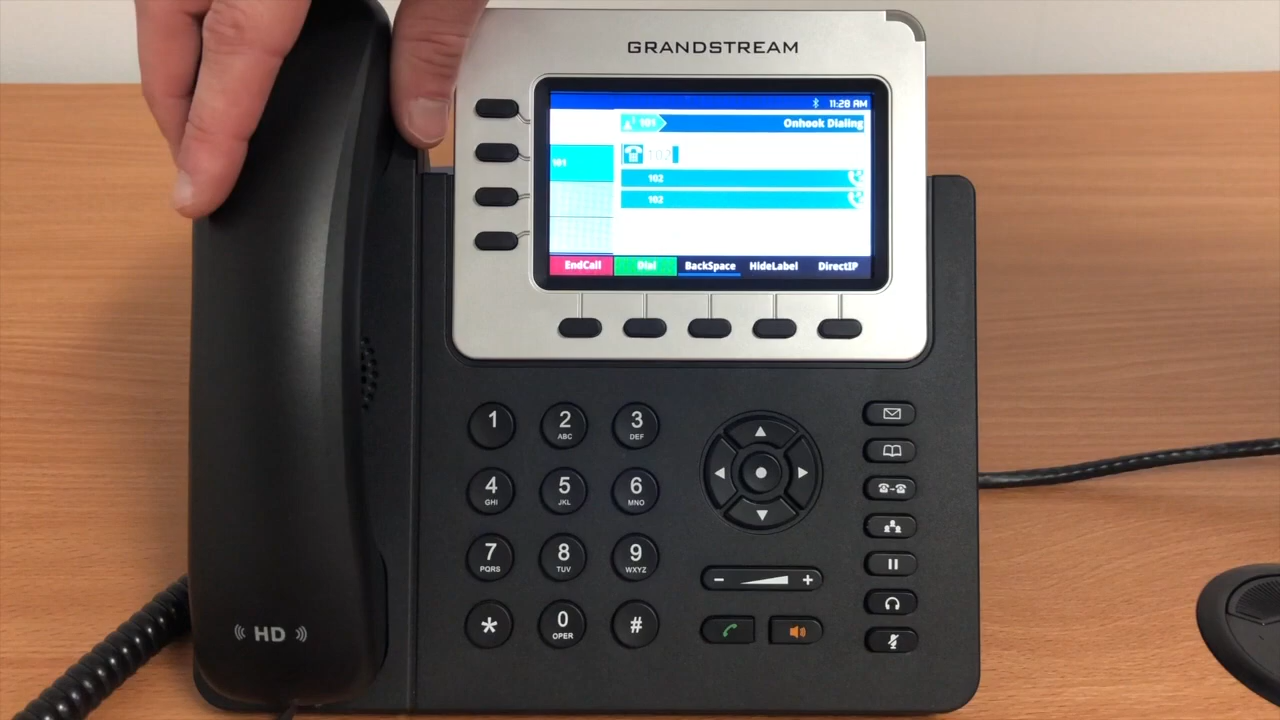 GRANDSTREAM
11:28 AM
101 Onhook Dialing
102
101
102
102
EndCall Dial BackSpace HideLabel DirectIP
1 2 ABC 3 DEF
4 GHI 5 JKL 6 MNO
7 PQRS 8 TUV 9 WXYZ
* 0 OPER #
− +
HD